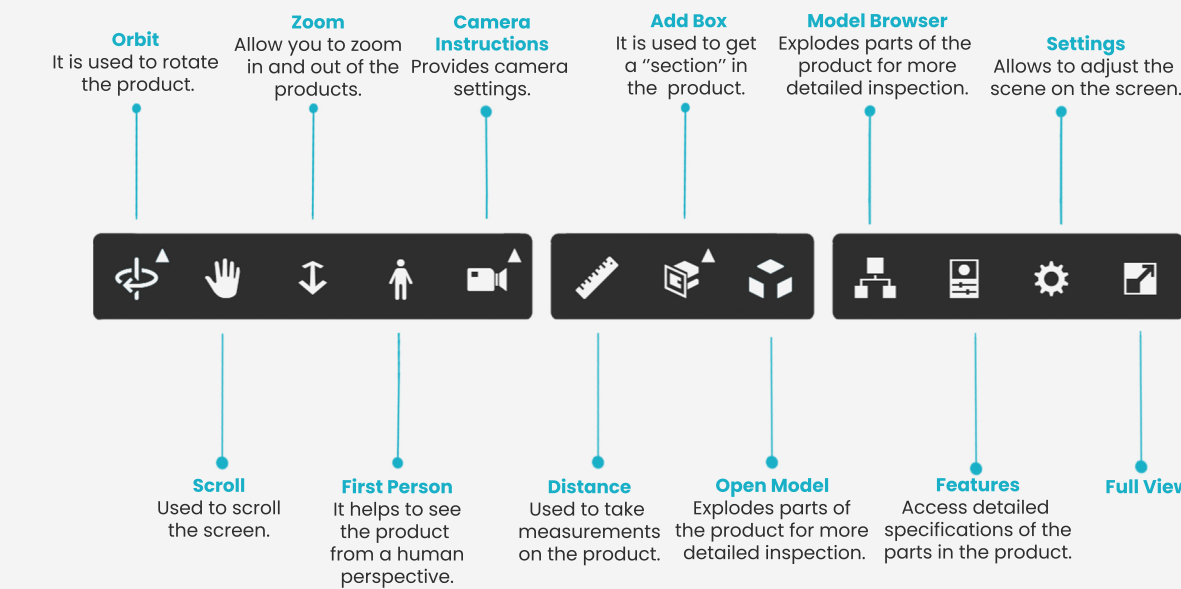 Orbit
It is used to rotate
the product.
Zoom
Allow you to zoom
in and out of the
products.
Camera
Instructions
Provides camera
settings.
Add Box
It is used to get
a ‘‘section’’ in
the product.
Model Browser
Explodes parts of the
product for more
detailed inspection.
Settings
Allows to adjust the
scene on the screen.
Scroll
Used to scroll
the screen.
First Person
It helps to see
the product
from a human
perspective.
Distance
Used to take
measurements
on the product.
Open Model
Explodes parts of
the product for more
detailed inspection.
Features
Access detailed
specifications of the
parts in the product.
Full View